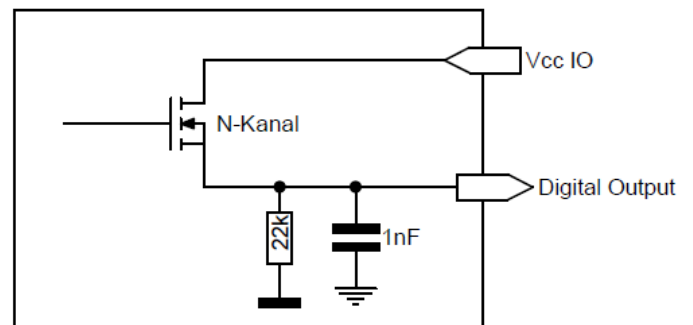 Vcc IO
N-Kanal
Digital Output
22k
1nF